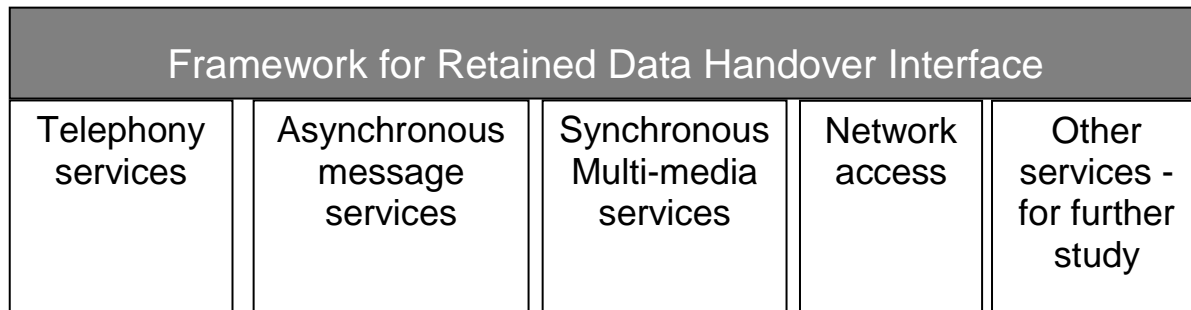 Framework for Retained Data Handover Interface
Telephony
services
Asynchronous
message
services
Synchronous
Multi-media
services
Network
access
Other
services -
for further
study